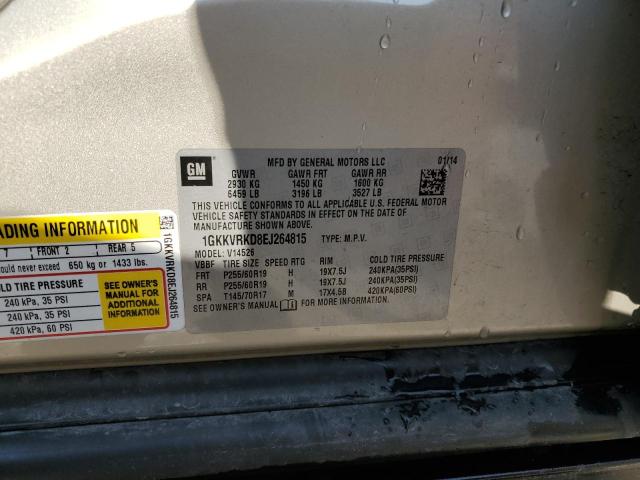 GM
MFD BY GENERAL MOTORS LLC 01/14
GVWR GAWR FRT GAWR RR
2930 KG 1450 KG 1600 KG
6459 LB 3196 LB 3527 LB
THIS VEHICLE CONFORMS TO ALL APPLICABLE U.S. FEDERAL MOTOR
VEHICLE SAFETY STANDARDS IN EFFECT ON THE DATE OF
MANUFACTURE SHOWN ABOVE.
1GKKVRKD8EJ264815 TYPE: M.P.V.
MODEL: V14526
VBBF TIRE SIZE SPEED RTG RIM COLD TIRE PRESSURE
FRT P255/60R19 H 19X7.5J 240KPA(35PSI)
RR P255/60R19 H 19X7.5J 240KPA(35PSI)
SPA T145/70R17 M 17X4.5B 420KPA(60PSI)
SEE OWNER'S MANUAL FOR MORE INFORMATION
ADING INFORMATION
7 FRONT 2 REAR 5
ould never exceed 650 kg or 1433 lbs.
COLD TIRE PRESSURE
240 kPa, 35 PSI
240 kPa, 35 PSI
420 kPa, 60 PSI
SEE OWNER'S
MANUAL FOR
ADDITIONAL
INFORMATION
1GKKVRKD8EJ264815